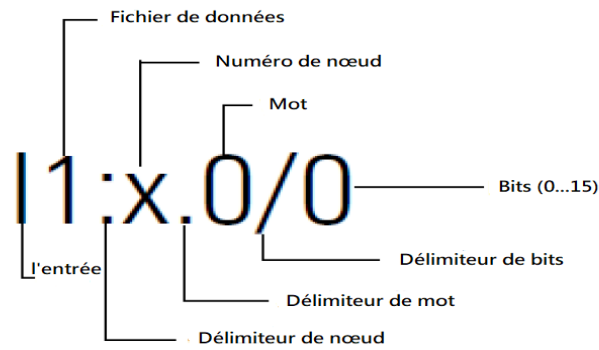 Fichier de données
Numéro de nœud
Mot
I1:x.0/0
Bits (0...15)
l'entrée
Délimiteur de bits
Délimiteur de mot
Délimiteur de nœud